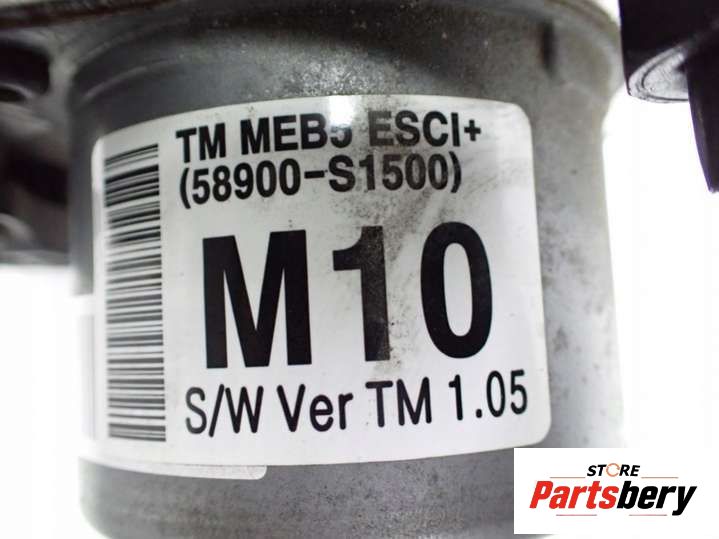 TM MEB5 ESCI+
(58900-S1500)
M10
S/W Ver TM 1.05
STORE
Partsbery